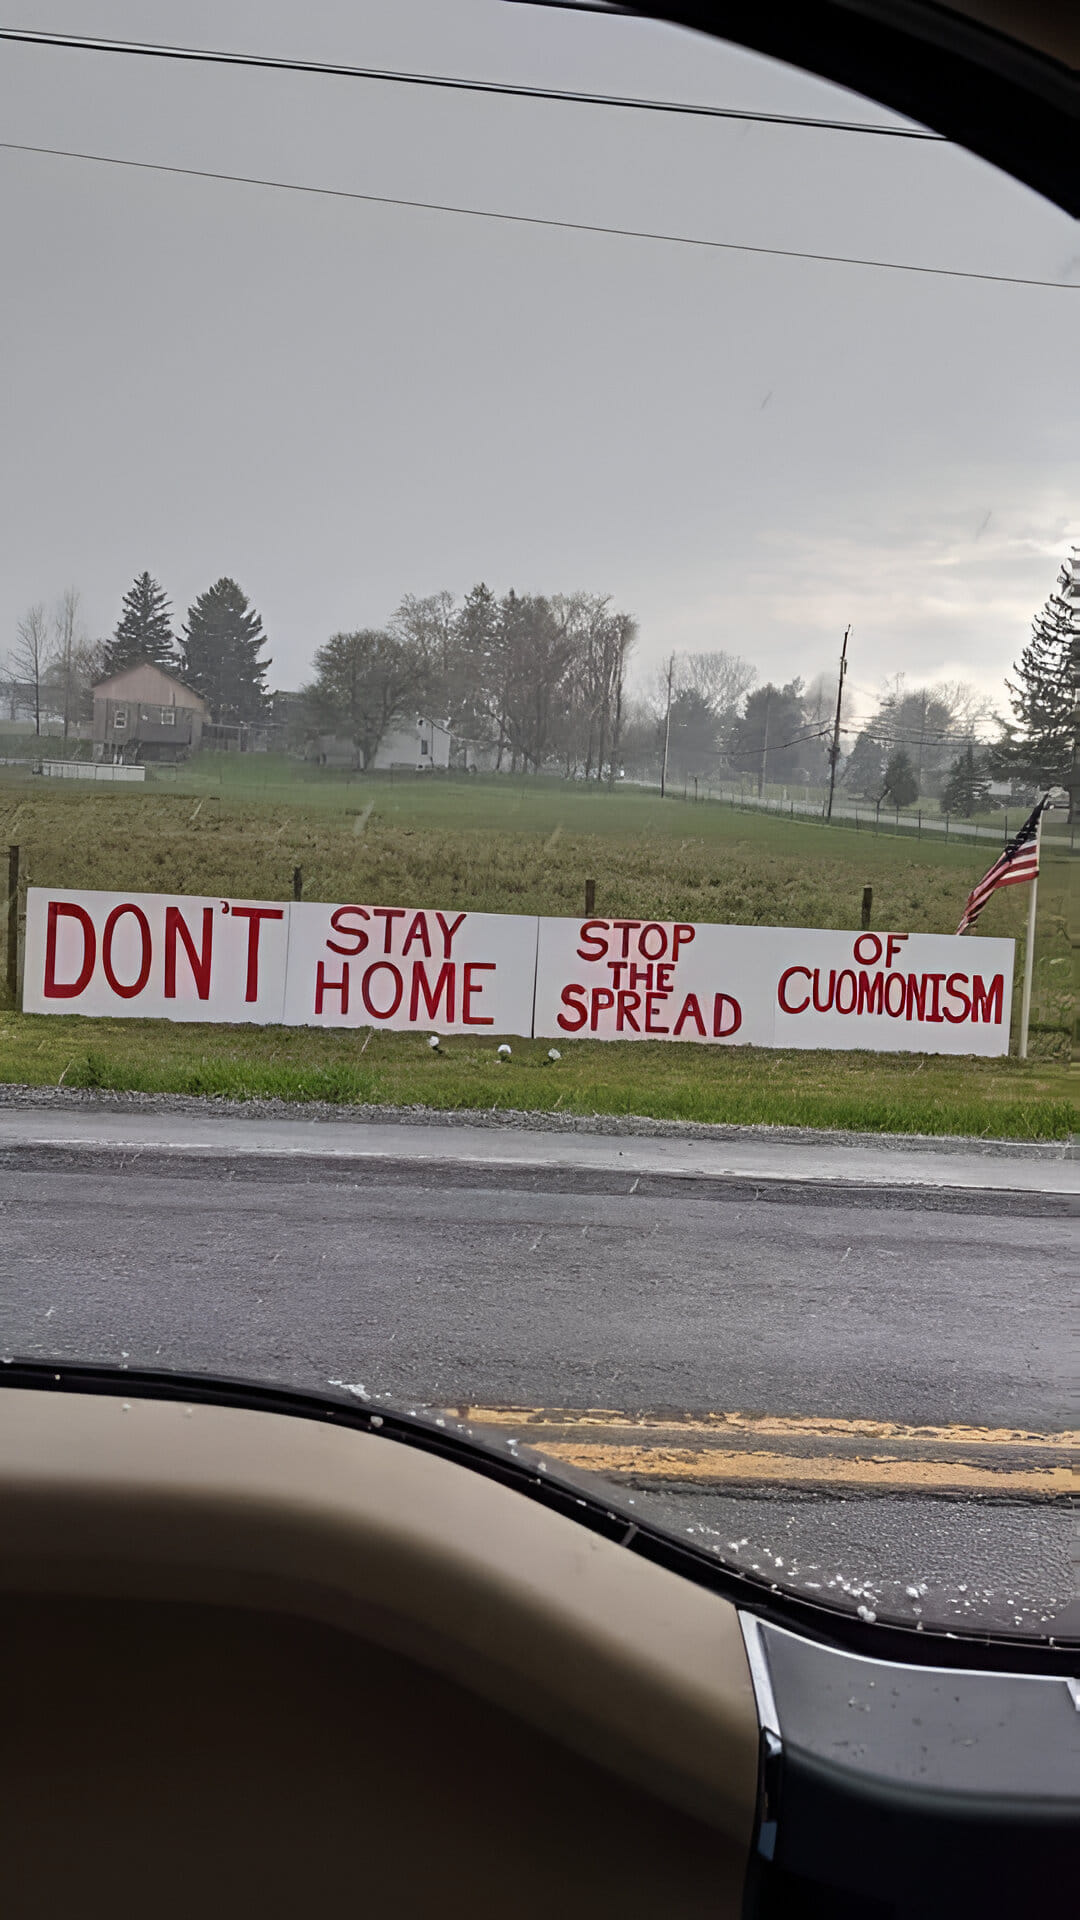 DON'T
STAY
HOME
STOP
THE
SPREAD
OF
CUOMONISM